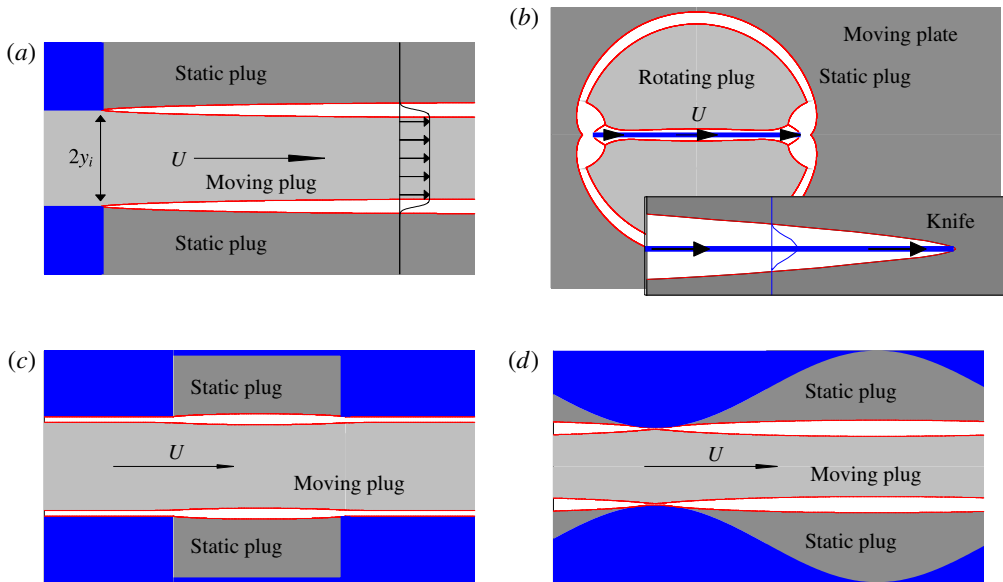 (a)
Static plug
2y_i
U
Moving plug
Static plug
(b)
Moving plate
Rotating plug
Static plug
U
Knife
(c)
Static plug
U
Moving plug
Static plug
(d)
Static plug
U
Moving plug
Static plug